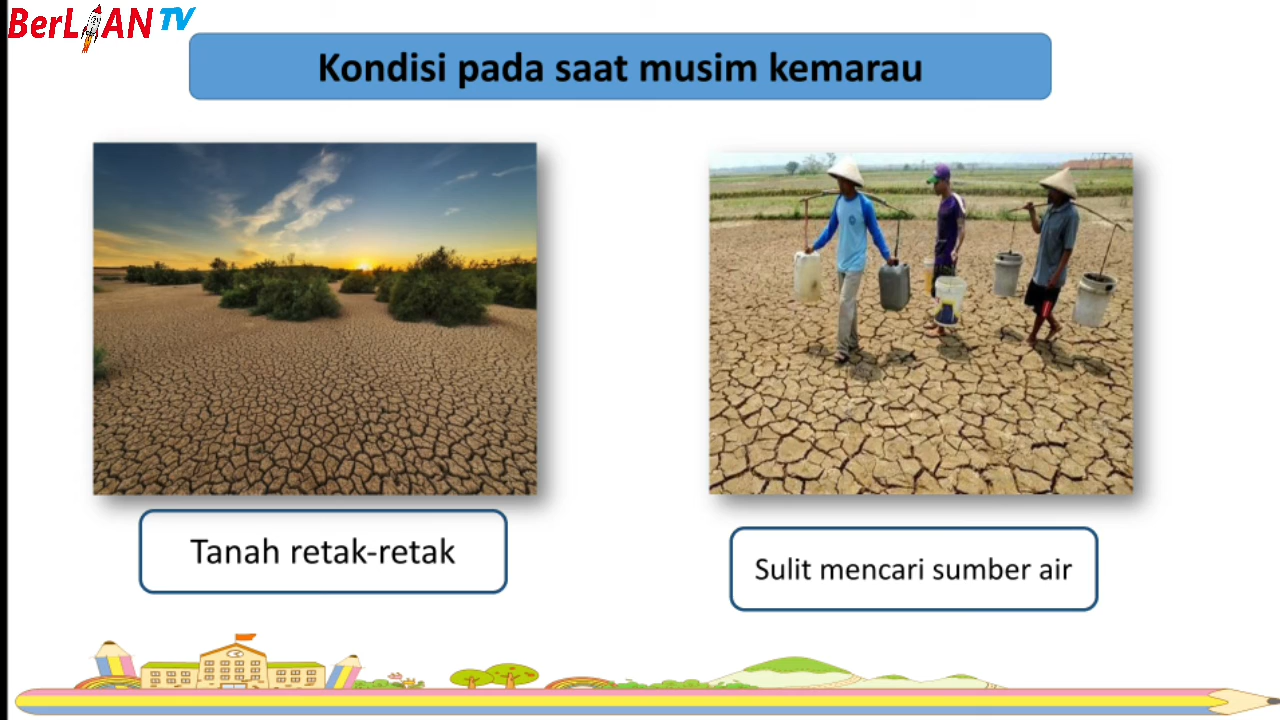 BerLIAN TV
Kondisi pada saat musim kemarau
Tanah retak-retak
Sulit mencari sumber air